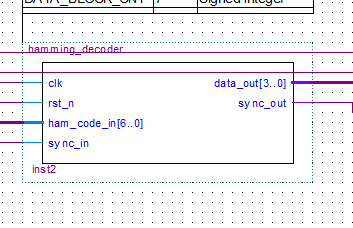 DATA_BLOCK_CNT 7 Signed Integer
hamming_decoder
clk data_out[3..0]
rst_n sync_out
ham_code_in[6..0]
sync_in
inst2